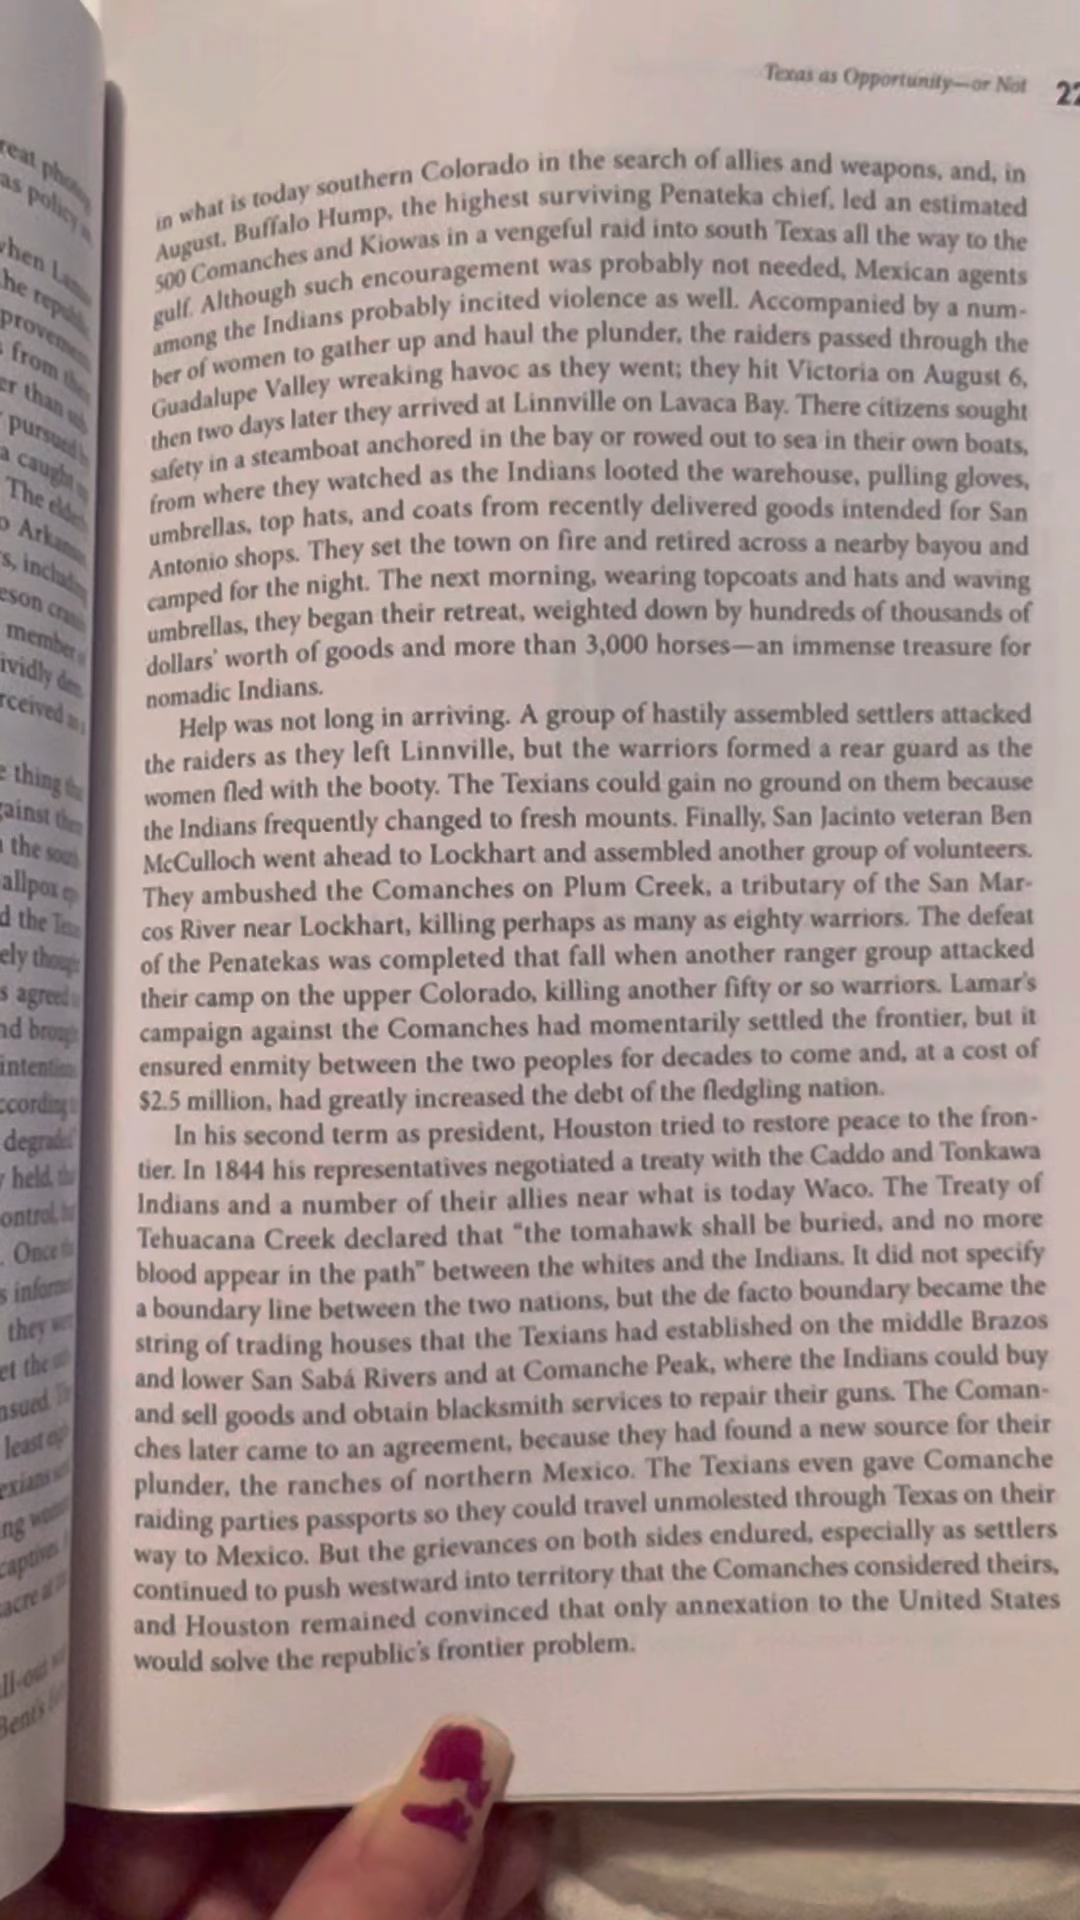 Texas as Opportunity—or Not
in what is today southern Colorado in the search of allies and weapons, and, in
August, Buffalo Hump, the highest surviving Penateka chief, led an estimated
500 Comanches and Kiowas in a vengeful raid into south Texas all the way to the
gulf. Although such encouragement was probably not needed, Mexican agents
among the Indians probably incited violence as well. Accompanied by a num-
ber of women to gather up and haul the plunder, the raiders passed through the
Guadalupe Valley wreaking havoc as they went; they hit Victoria on August 6,
then two days later they arrived at Linnville on Lavaca Bay. There citizens sought
safety in a steamboat anchored in the bay or rowed out to sea in their own boats,
from where they watched as the Indians looted the warehouse, pulling gloves,
umbrellas, top hats, and coats from recently delivered goods intended for San
Antonio shops. They set the town on fire and retired across a nearby bayou and
camped for the night. The next morning, wearing topcoats and hats and waving
umbrellas, they began their retreat, weighted down by hundreds of thousands of
dollars' worth of goods and more than 3,000 horses—an immense treasure for
nomadic Indians.
Help was not long in arriving. A group of hastily assembled settlers attacked
the raiders as they left Linnville, but the warriors formed a rear guard as the
women fled with the booty. The Texians could gain no ground on them because
the Indians frequently changed to fresh mounts. Finally, San Jacinto veteran Ben
McCulloch went ahead to Lockhart and assembled another group of volunteers.
They ambushed the Comanches on Plum Creek, a tributary of the San Mar-
cos River near Lockhart, killing perhaps as many as eighty warriors. The defeat
of the Penatekas was completed that fall when another ranger group attacked
their camp on the upper Colorado, killing another fifty or so warriors. Lamar's
campaign against the Comanches had momentarily settled the frontier, but it
ensured enmity between the two peoples for decades to come and, at a cost of
$2.5 million, had greatly increased the debt of the fledgling nation.
In his second term as president, Houston tried to restore peace to the fron-
tier. In 1844 his representatives negotiated a treaty with the Caddo and Tonkawa
Indians and a number of their allies near what is today Waco. The Treaty of
Tehuacana Creek declared that "the tomahawk shall be buried, and no more
blood appear in the path" between the whites and the Indians. It did not specify
a boundary line between the two nations, but the de facto boundary became the
string of trading houses that the Texians had established on the middle Brazos
and lower San Sabá Rivers and at Comanche Peak, where the Indians could buy
and sell goods and obtain blacksmith services to repair their guns. The Coman-
ches later came to an agreement, because they had found a new source for their
plunder, the ranches of northern Mexico. The Texians even gave Comanche
raiding parties passports so they could travel unmolested through Texas on their
way to Mexico. But the grievances on both sides endured, especially as settlers
continued to push westward into territory that the Comanches considered theirs,
and Houston remained convinced that only annexation to the United States
would solve the republic's frontier problem.